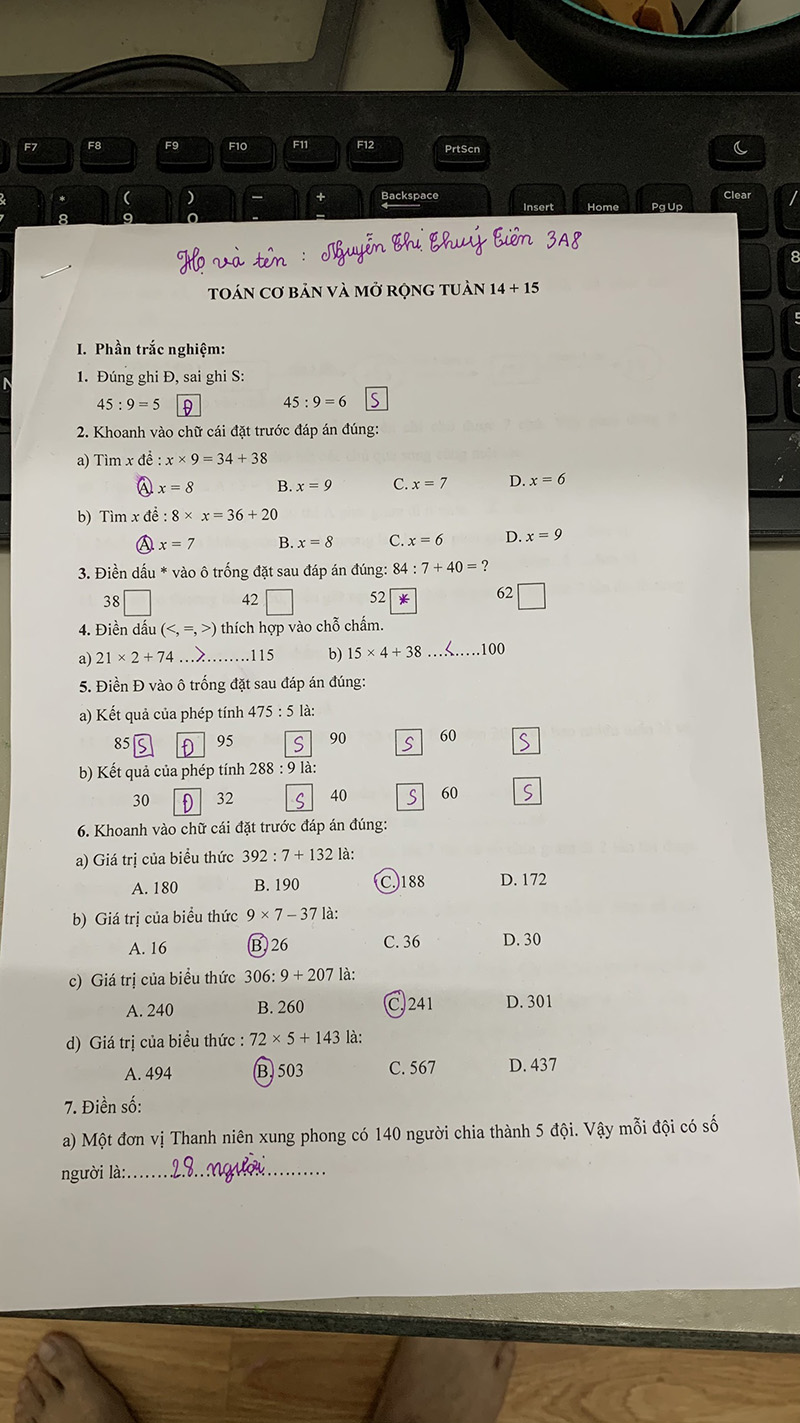 F7 F8 F9 F10 F11 F12 PrtScn
& * ( ) — + Backspace Insert Home Pg Up Clear /
7 8 9 0 - =
8
5
N
Họ và tên : Nguyễn Thi Thuý Tiên 3A8
TOÁN CƠ BẢN VÀ MỞ RỘNG TUẦN 14 + 15
I. Phần trắc nghiệm:
1. Đúng ghi Đ, sai ghi S:
45 : 9 = 5 Đ 45 : 9 = 6 S
2. Khoanh vào chữ cái đặt trước đáp án đúng:
a) Tìm x để : x × 9 = 34 + 38
A. x = 8 B. x = 9 C. x = 7 D. x = 6
b) Tìm x để : 8 × x = 36 + 20
A. x = 7 B. x = 8 C. x = 6 D. x = 9
3. Điền dấu * vào ô trống đặt sau đáp án đúng: 84 : 7 + 40 = ?
38 42 52 * 62
4. Điền dấu (<, =, >) thích hợp vào chỗ chấm.
a) 21 × 2 + 74 ...>.........115 b) 15 × 4 + 38 ...<.....100
5. Điền Đ vào ô trống đặt sau đáp án đúng:
a) Kết quả của phép tính 475 : 5 là:
85 S Đ 95 S 90 S 60 S
b) Kết quả của phép tính 288 : 9 là:
30 Đ 32 S 40 S 60 S
6. Khoanh vào chữ cái đặt trước đáp án đúng:
a) Giá trị của biểu thức 392 : 7 + 132 là:
A. 180 B. 190 C. 188 D. 172
b) Giá trị của biểu thức 9 × 7 – 37 là:
A. 16 B. 26 C. 36 D. 30
c) Giá trị của biểu thức 306: 9 + 207 là:
A. 240 B. 260 C. 241 D. 301
d) Giá trị của biểu thức : 72 × 5 + 143 là:
A. 494 B. 503 C. 567 D. 437
7. Điền số:
a) Một đơn vị Thanh niên xung phong có 140 người chia thành 5 đội. Vậy mỗi đội có số
người là:.......28 người...........